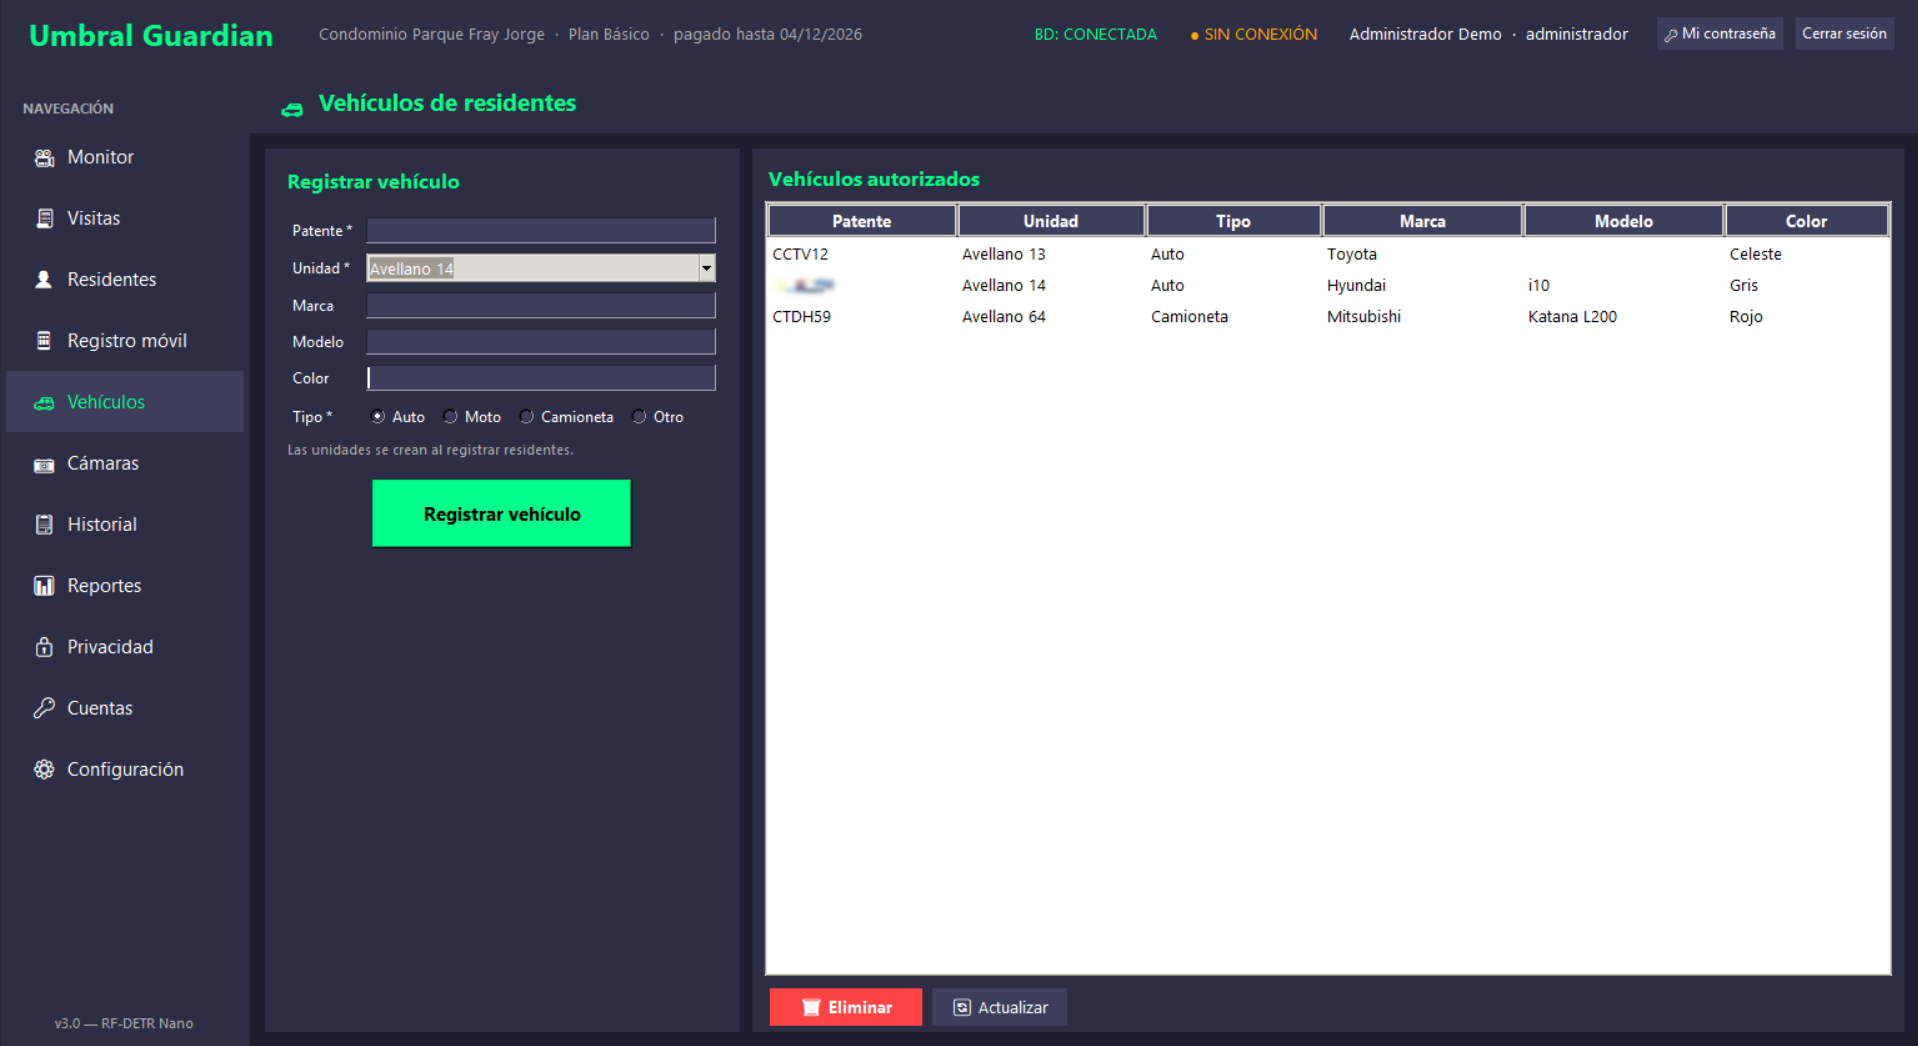 Umbral Guardian
Condominio Parque Fray Jorge · Plan Básico · pagado hasta 04/12/2026
BD: CONECTADA
● SIN CONEXIÓN
Administrador Demo · administrador
Mi contraseña
Cerrar sesión
NAVEGACIÓN
Monitor
Visitas
Residentes
Registro móvil
Vehículos
Cámaras
Historial
Reportes
Privacidad
Cuentas
Configuración
v3.0 — RF-DETR Nano
Vehículos de residentes
Registrar vehículo
Patente *
Unidad * Avellano 14
Marca
Modelo
Color
Tipo * Auto Moto Camioneta Otro
Las unidades se crean al registrar residentes.
Registrar vehículo
Vehículos autorizados
Patente Unidad Tipo Marca Modelo Color
CCTV12 Avellano 13 Auto Toyota Celeste
Avellano 14 Auto Hyundai i10 Gris
CTDH59 Avellano 64 Camioneta Mitsubishi Katana L200 Rojo
Eliminar
Actualizar